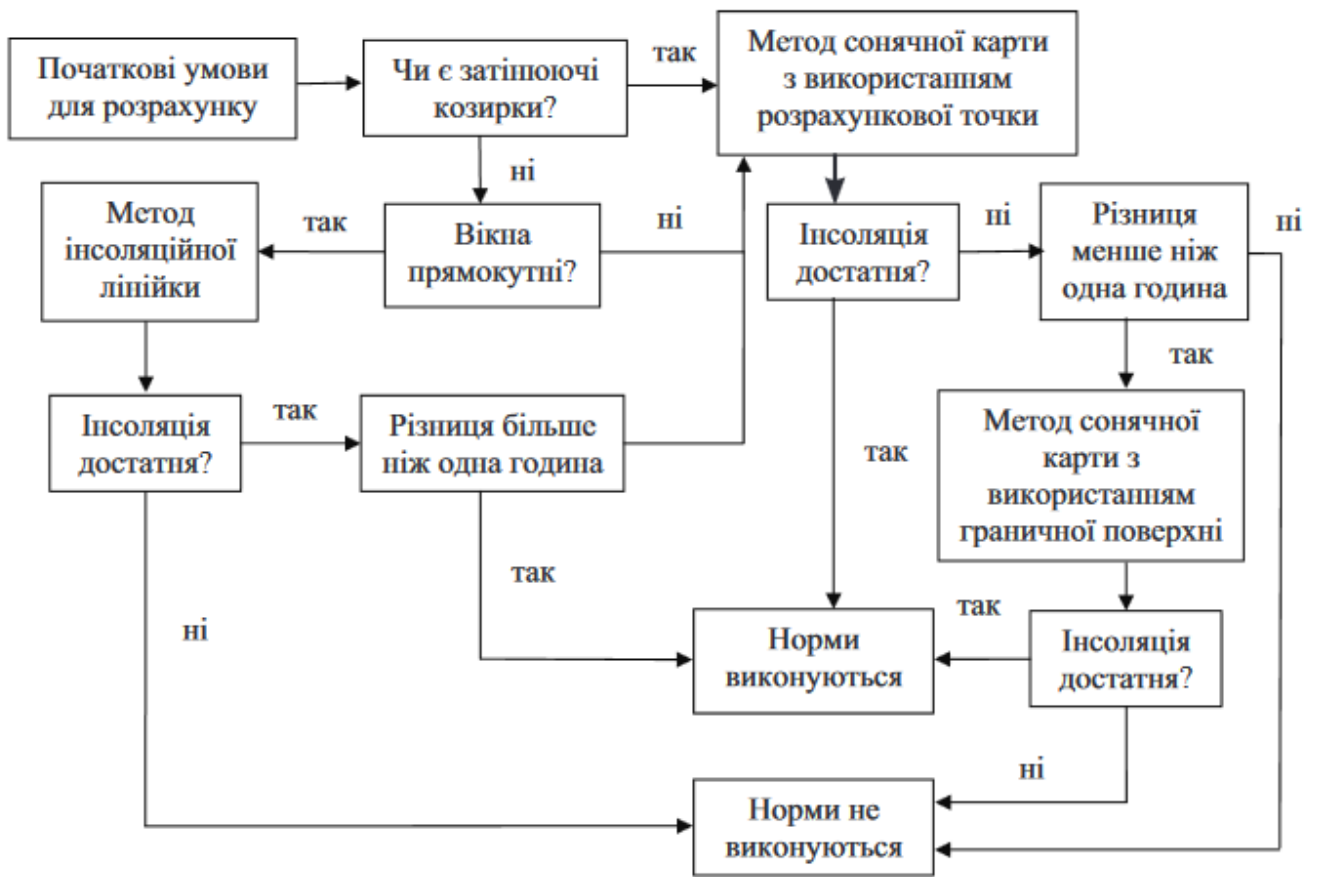 Початкові умови
для розрахунку
Чи є затінюючі
козирки?
так
Метод сонячної карти
з використанням
розрахункової точки
ні
Метод
інсоляційної
лінійки
так
Вікна
прямокутні?
ні
Інсоляція
достатня?
ні
Різниця
менше ніж
одна година
ні
так
Інсоляція
достатня?
так
Різниця більше
ніж одна година
так
Метод сонячної
карти з
використанням
граничної поверхні
ні
так
Норми
виконуються
так
Інсоляція
достатня?
ні
Норми не
виконуються